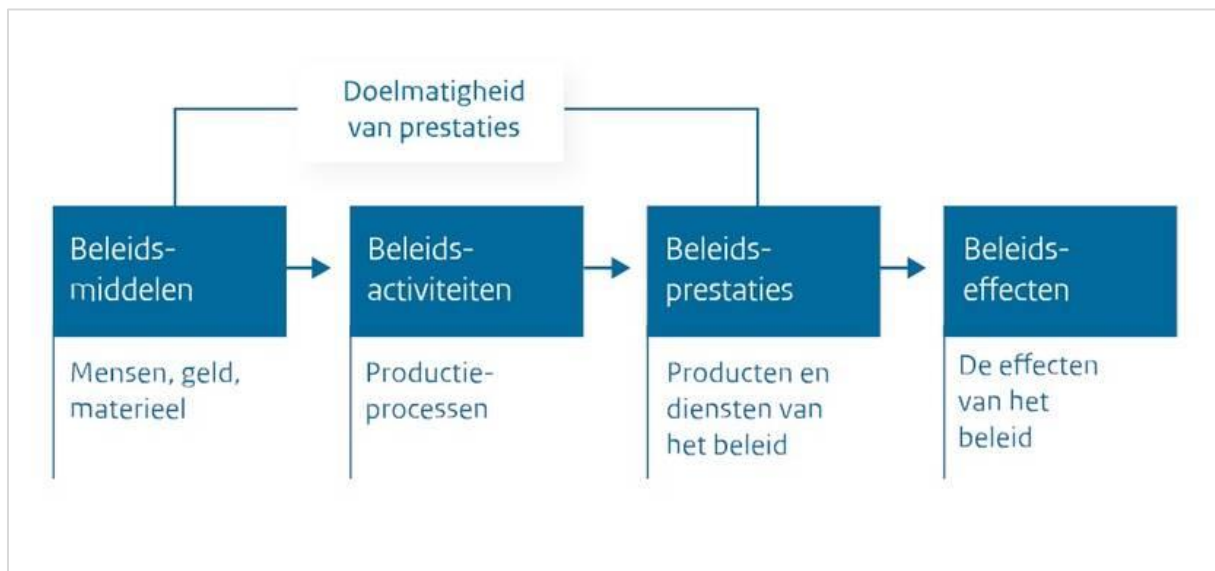 Doelmatigheid
van prestaties
Beleids-
middelen
Beleids-
activiteiten
Beleids-
prestaties
Beleids-
effecten
Mensen, geld,
materieel
Productie-
processen
Producten en
diensten van
het beleid
De effecten
van het
beleid